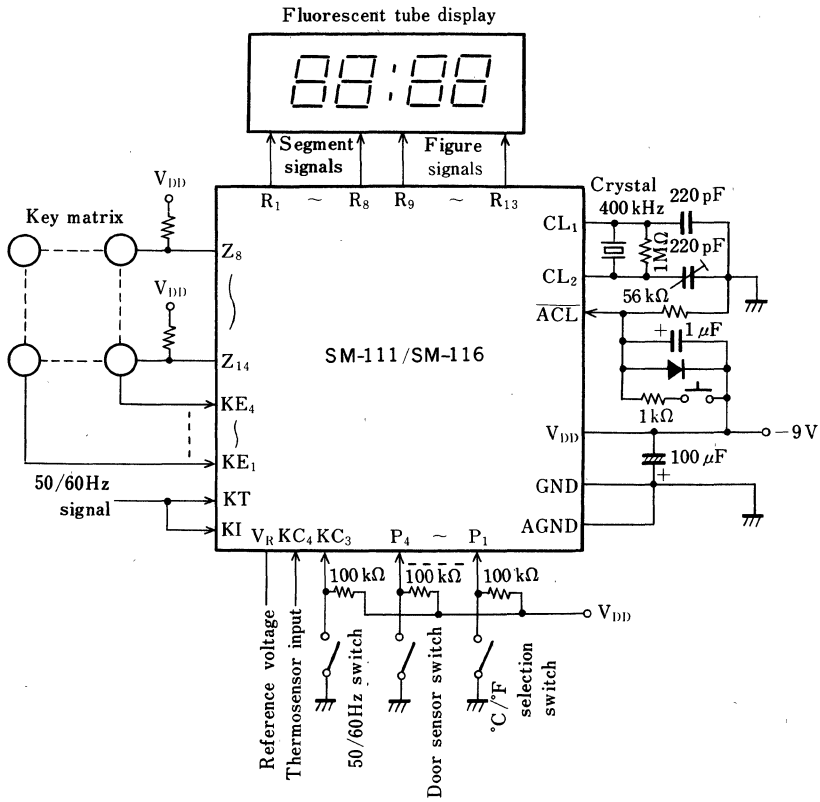 Fluorescent tube display
Segment signals
Figure signals
R1 ~ R8 R9 ~ R13
VDD
Key matrix
Z8
VDD
Z14
KE4
~
KE1
50/60Hz signal
KT
KI
SM-111/SM-116
Crystal
400 kHz
220 pF
CL1
1MΩ
220 pF
CL2
56 kΩ
ACL
+ 1 μF
1 kΩ
VDD
-9 V
100 μF
+
GND
AGND
VR KC4 KC3 P4 ~ P1
100 kΩ
100 kΩ
100 kΩ
VDD
Reference voltage
Thermosensor input
50/60Hz switch
Door sensor switch
°C/°F selection switch